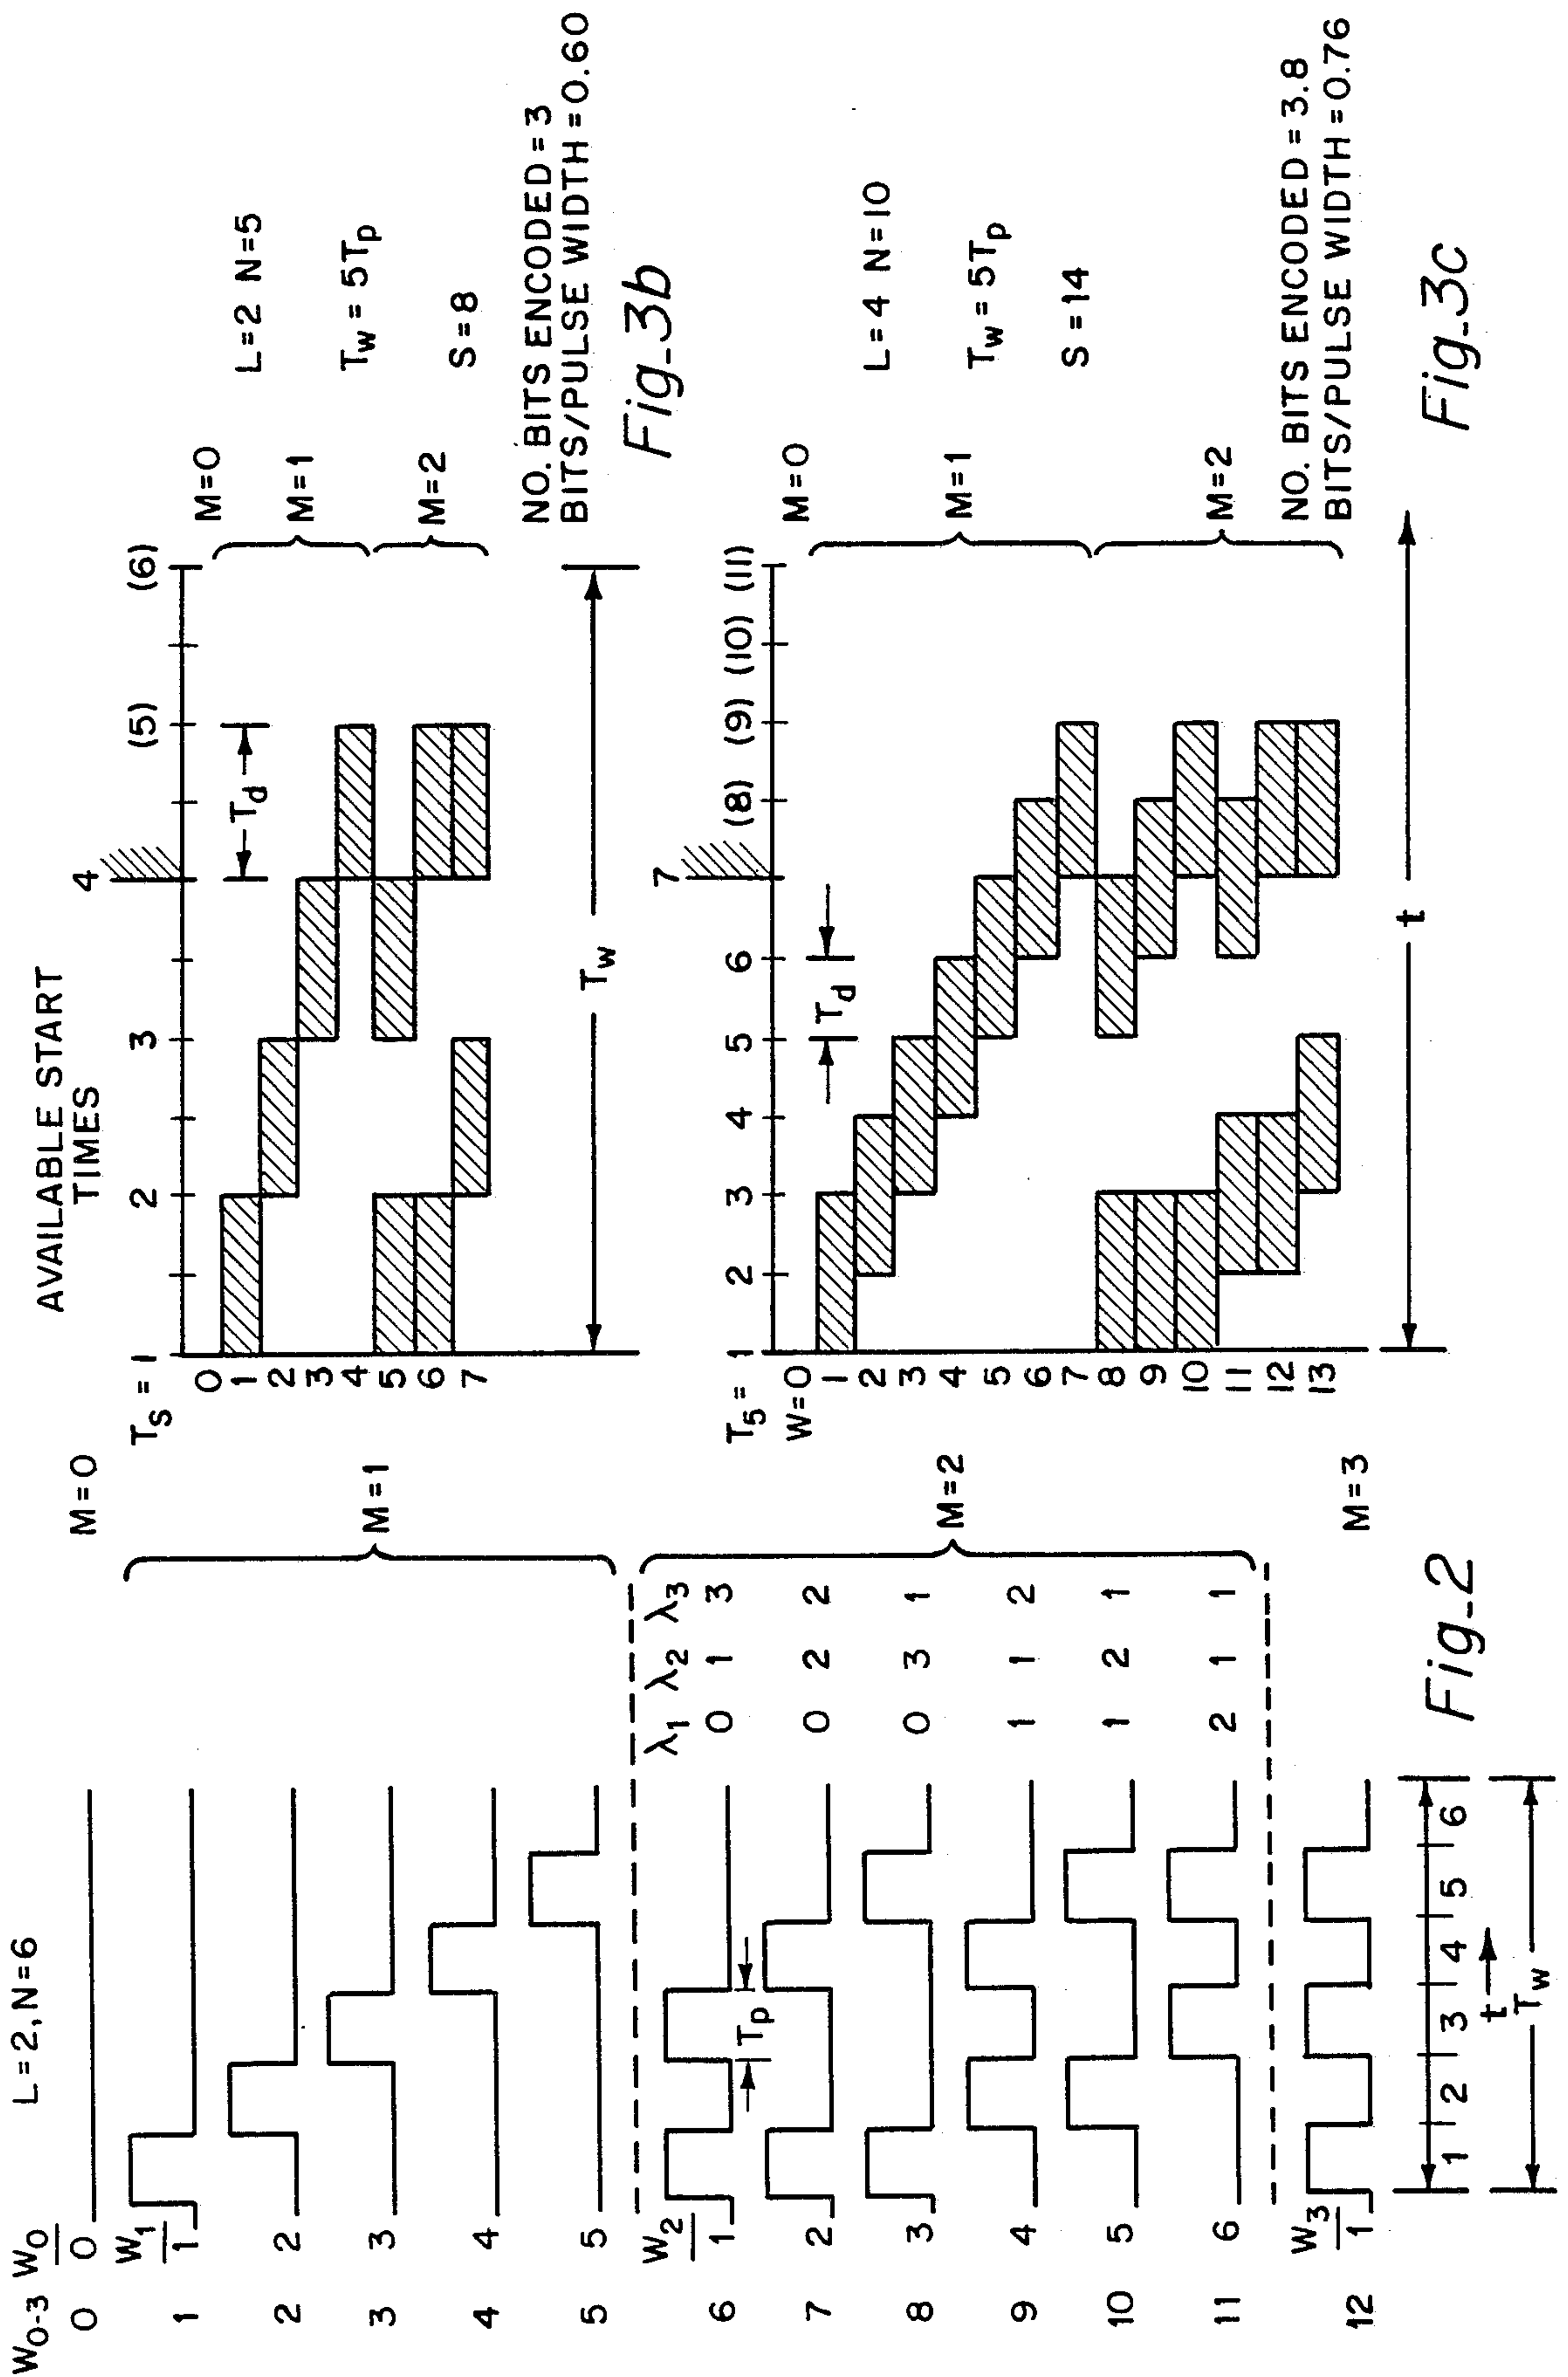 L=2, N=6
W0-3 W0
0 0
M=0
W1
1 1
2 2
3 3
4 4
5 5
M=1
W2
λ1 λ2 λ3
6 1 0 1 3
7 2 0 2 2
8 3 0 3 1
9 4 1 1 2
10 5 1 2 1
11 6 2 1 1
Tp
M=2
W3
12 1
M=3
1 2 3 4 5 6
t
Tw
Fig_2
AVAILABLE START
TIMES
Ts = 1 2 3 4 (5) (6)
0
1
2
3
4
5
6
7
Td
Tw
M=0
M=1
M=2
L=2 N=5
Tw = 5Tp
S=8
NO. BITS ENCODED = 3
BITS/PULSE WIDTH = 0.60
Fig_3b
T5 = 1 2 3 4 5 6 7 (8) (9) (10) (11)
W=0
1
2
3
4
5
6
7
8
9
10
11
12
13
Td
t
M=0
M=1
M=2
L=4 N=10
Tw = 5Tp
S=14
NO. BITS ENCODED = 3.8
BITS/PULSE WIDTH = 0.76
Fig_3c